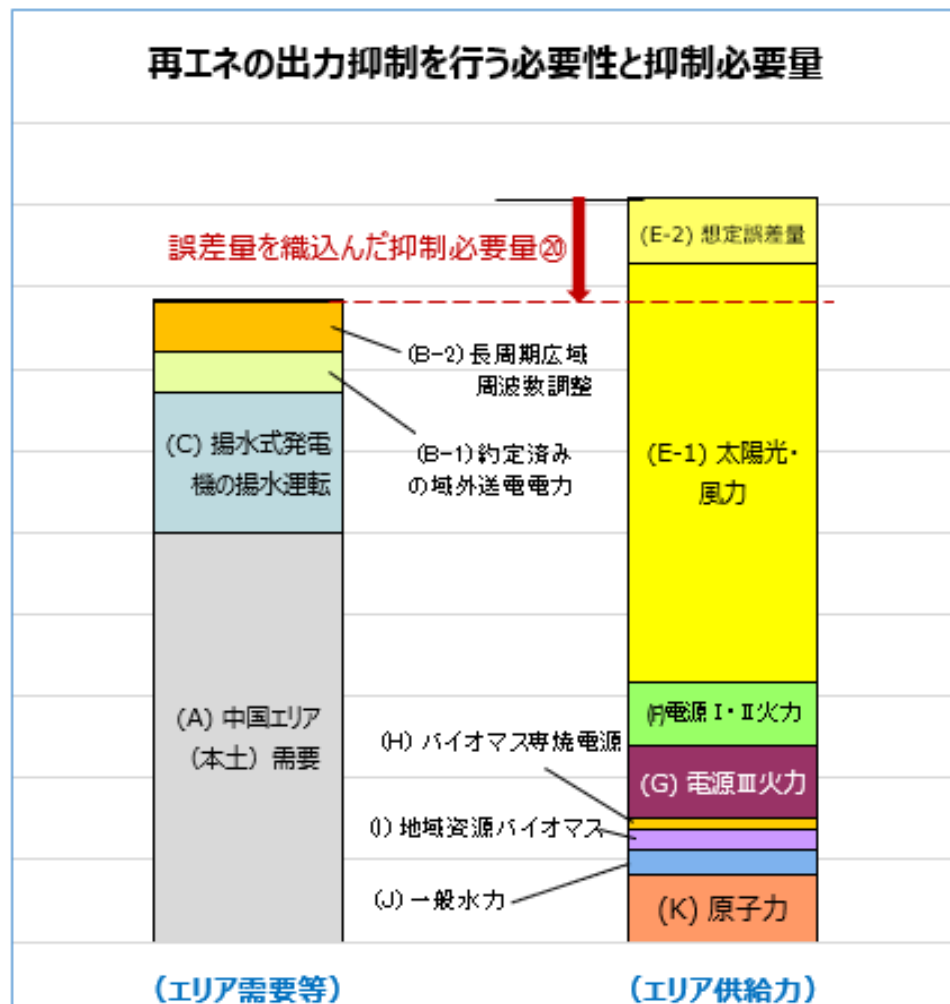 再エネの出力抑制を行う必要性と抑制必要量
誤差量を織込んだ抑制必要量⑳
(E-2) 想定誤差量
(B-2) 長周期広域
周波数調整
(C) 揚水式発電
機の揚水運転
(B-1) 約定済み
の域外送電電力
(E-1) 太陽光・
風力
(A) 中国エリア
（本土）需要
(F)電源Ⅰ・Ⅱ火力
(H) バイオマス専焼電源
(G) 電源Ⅲ火力
(I) 地域資源バイオマス
(J) 一般水力
(K) 原子力
（エリア需要等）
（エリア供給力）